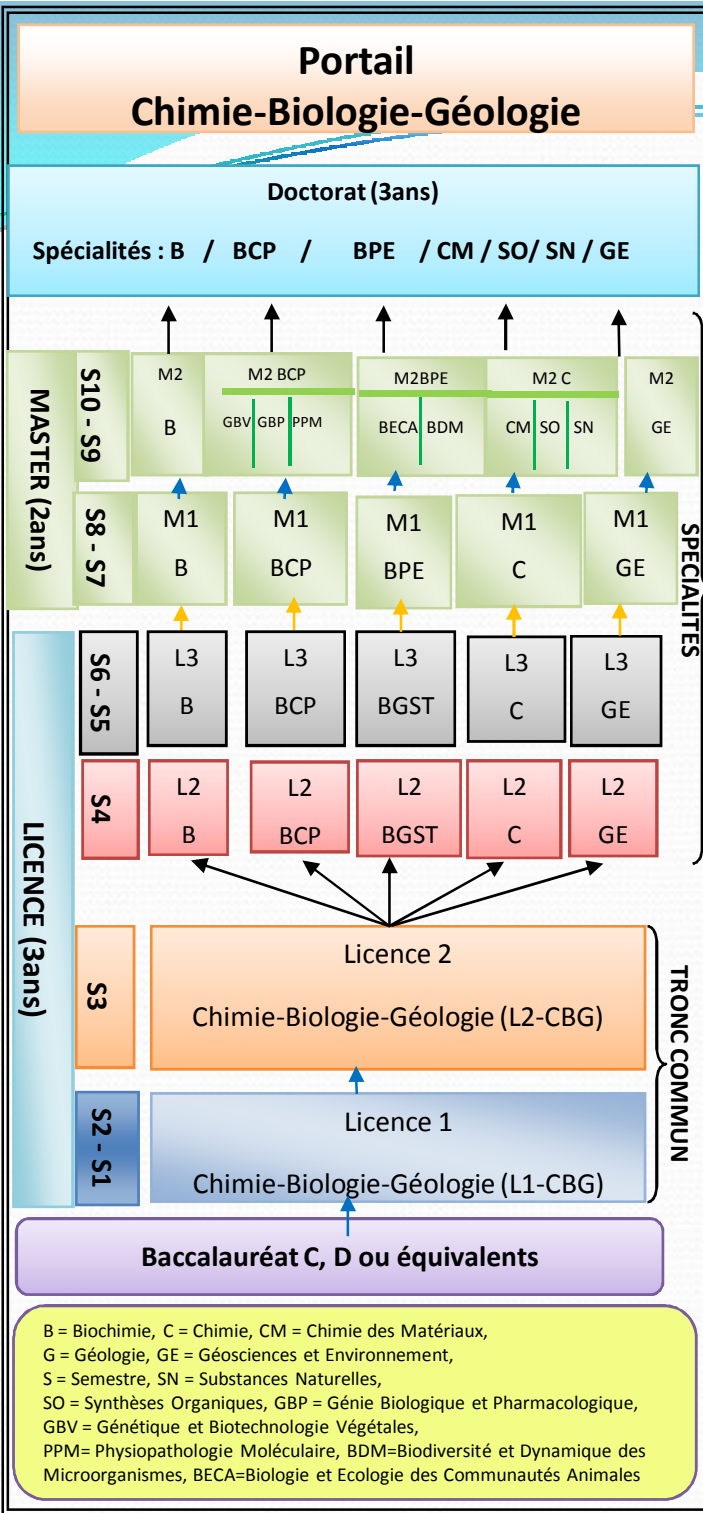 Portail
Chimie-Biologie-Géologie
Doctorat (3ans)
Spécialités : B / BCP / BPE / CM / SO/ SN / GE
MASTER (2ans)
S10 - S9
M2
B
M2 BCP
GBV GBP PPM
M2BPE
BECA BDM
M2 C
CM SO SN
M2
GE
S8 - S7
M1
B
M1
BCP
M1
BPE
M1
C
M1
GE
SPECIALITES
LICENCE (3ans)
S6 - S5
L3
B
L3
BCP
L3
BGST
L3
C
L3
GE
S4
L2
B
L2
BCP
L2
BGST
L2
C
L2
GE
S3
Licence 2
Chimie-Biologie-Géologie (L2-CBG)
TRONC COMMUN
S2 - S1
Licence 1
Chimie-Biologie-Géologie (L1-CBG)
Baccalauréat C, D ou équivalents
B = Biochimie, C = Chimie, CM = Chimie des Matériaux,
G = Géologie, GE = Géosciences et Environnement,
S = Semestre, SN = Substances Naturelles,
SO = Synthèses Organiques, GBP = Génie Biologique et Pharmacologique,
GBV = Génétique et Biotechnologie Végétales,
PPM= Physiopathologie Moléculaire, BDM=Biodiversité et Dynamique des
Microorganismes, BECA=Biologie et Ecologie des Communautés Animales